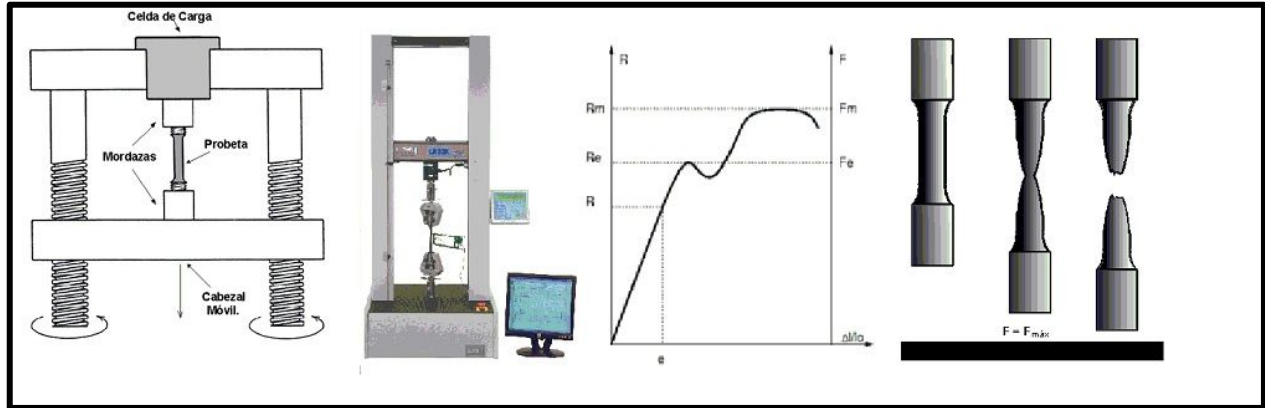 Celda de Carga
Mordazas
Probeta
Cabezal
Móvil.
R
F
Rm
Fm
Re
Fe
R
Δl/lo
e
F = Fmáx